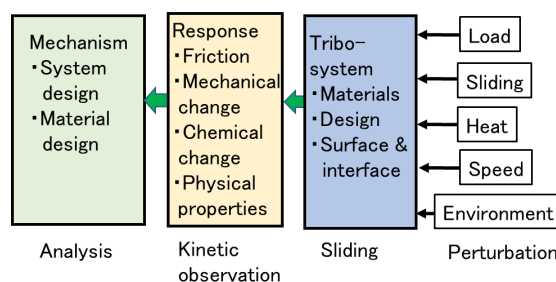 Mechanism
・System
design
・Material
design
Response
・Friction
・Mechanical
change
・Chemical
change
・Physical
properties
Tribo-
system
・Materials
・Design
・Surface &
interface
Load
Sliding
Heat
Speed
Environment
Analysis
Kinetic
observation
Sliding
Perturbation